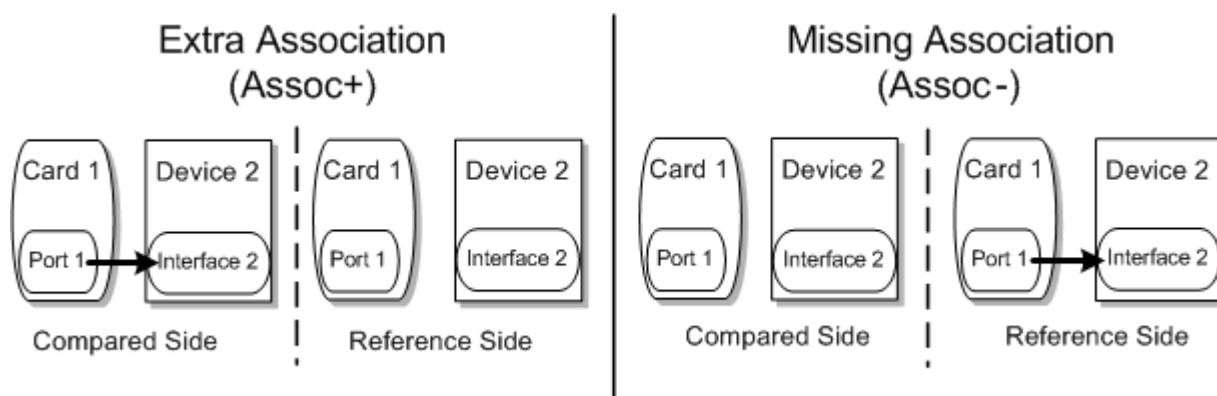 Extra Association
(Assoc+)
Card 1
Device 2
Card 1
Device 2
Port 1
Interface 2
Port 1
Interface 2
Compared Side
Reference Side
Missing Association
(Assoc-)
Card 1
Device 2
Card 1
Device 2
Port 1
Interface 2
Port 1
Interface 2
Compared Side
Reference Side